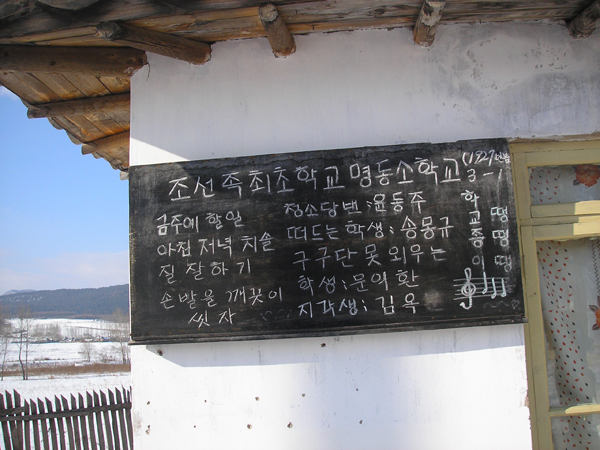 조선족최초학교명동소학교
(1927년봄
3-1
금주에 할일
아침 저녁 치솔
질 잘하기
손발을 깨끗이
씻자
청소당번:윤동주
떠드는학생:송몽규
구구단 못 외우는
학생:문익환
지각생:김옥
학교종이
땡땡땡